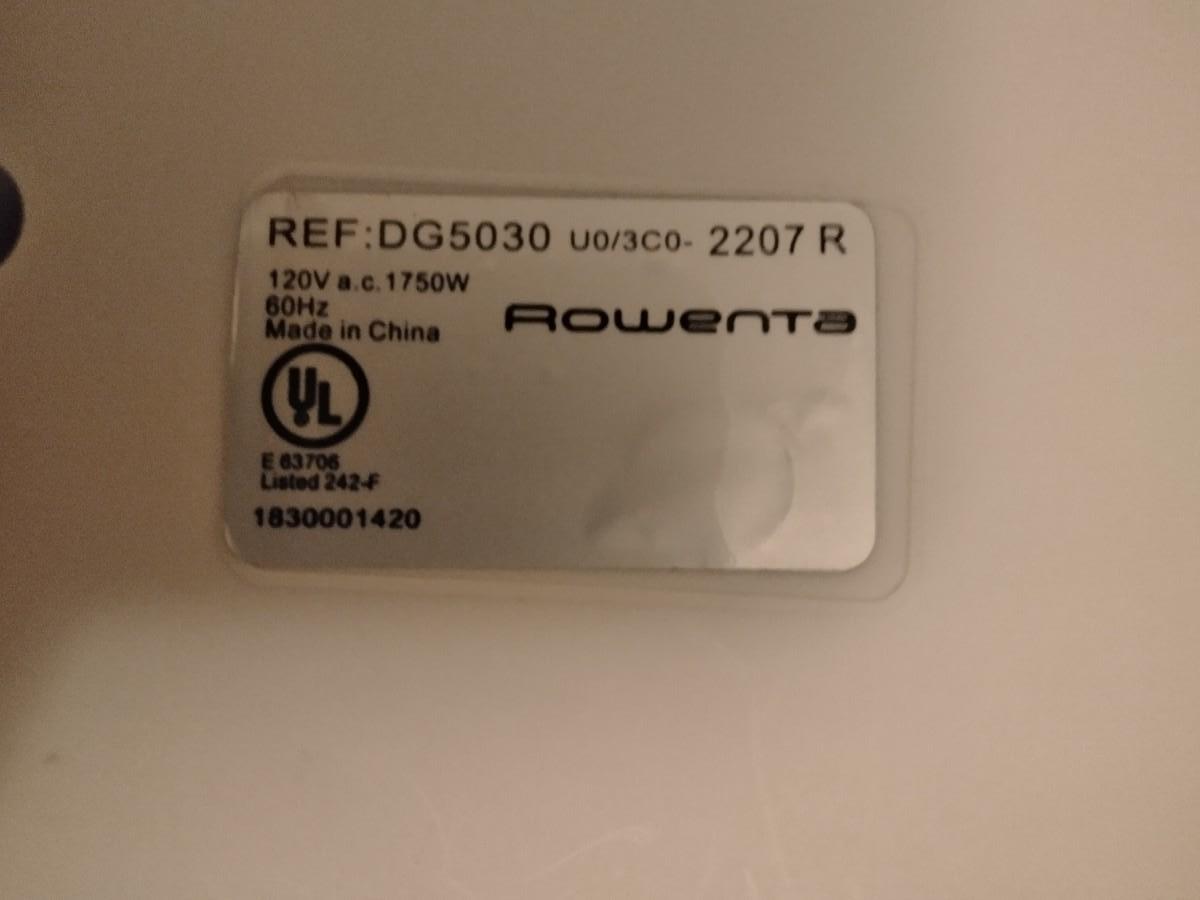 REF:DG5030 U0/3C0- 2207 R
120V a.c. 1750W
60Hz
Made in China
Rowenta
UL
E 63706
Listed 242-F
1830001420